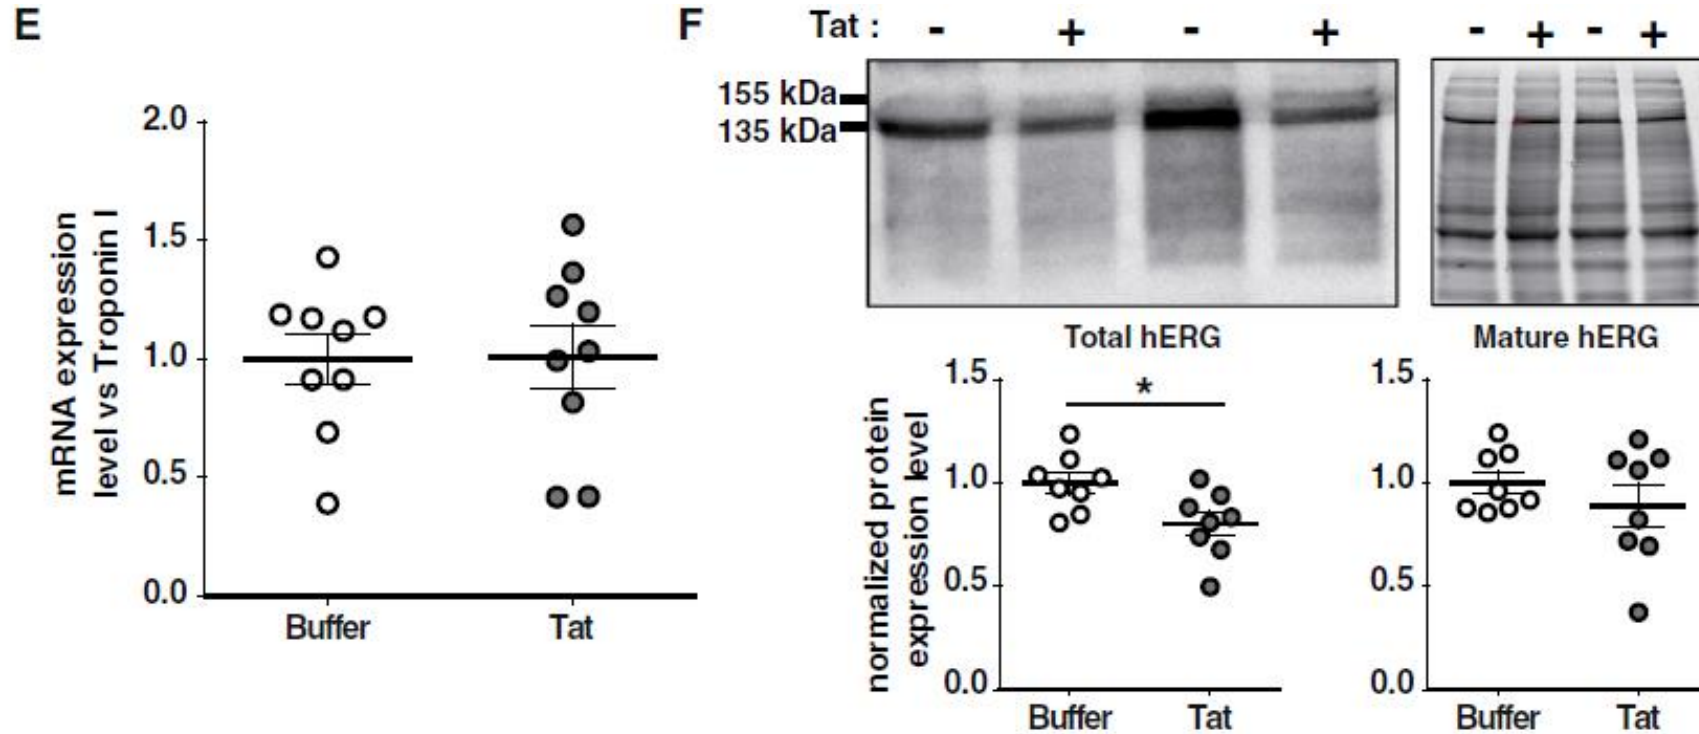 E
2.0
1.5
1.0
0.5
0.0
mRNA expression
level vs Troponin I
Buffer Tat
F
Tat : - + - + - + - +
155 kDa
135 kDa
Total hERG
Mature hERG
normalized protein
expression level
1.5
1.0
0.5
0.0
*
Buffer Tat
1.5
1.0
0.5
0.0
Buffer Tat